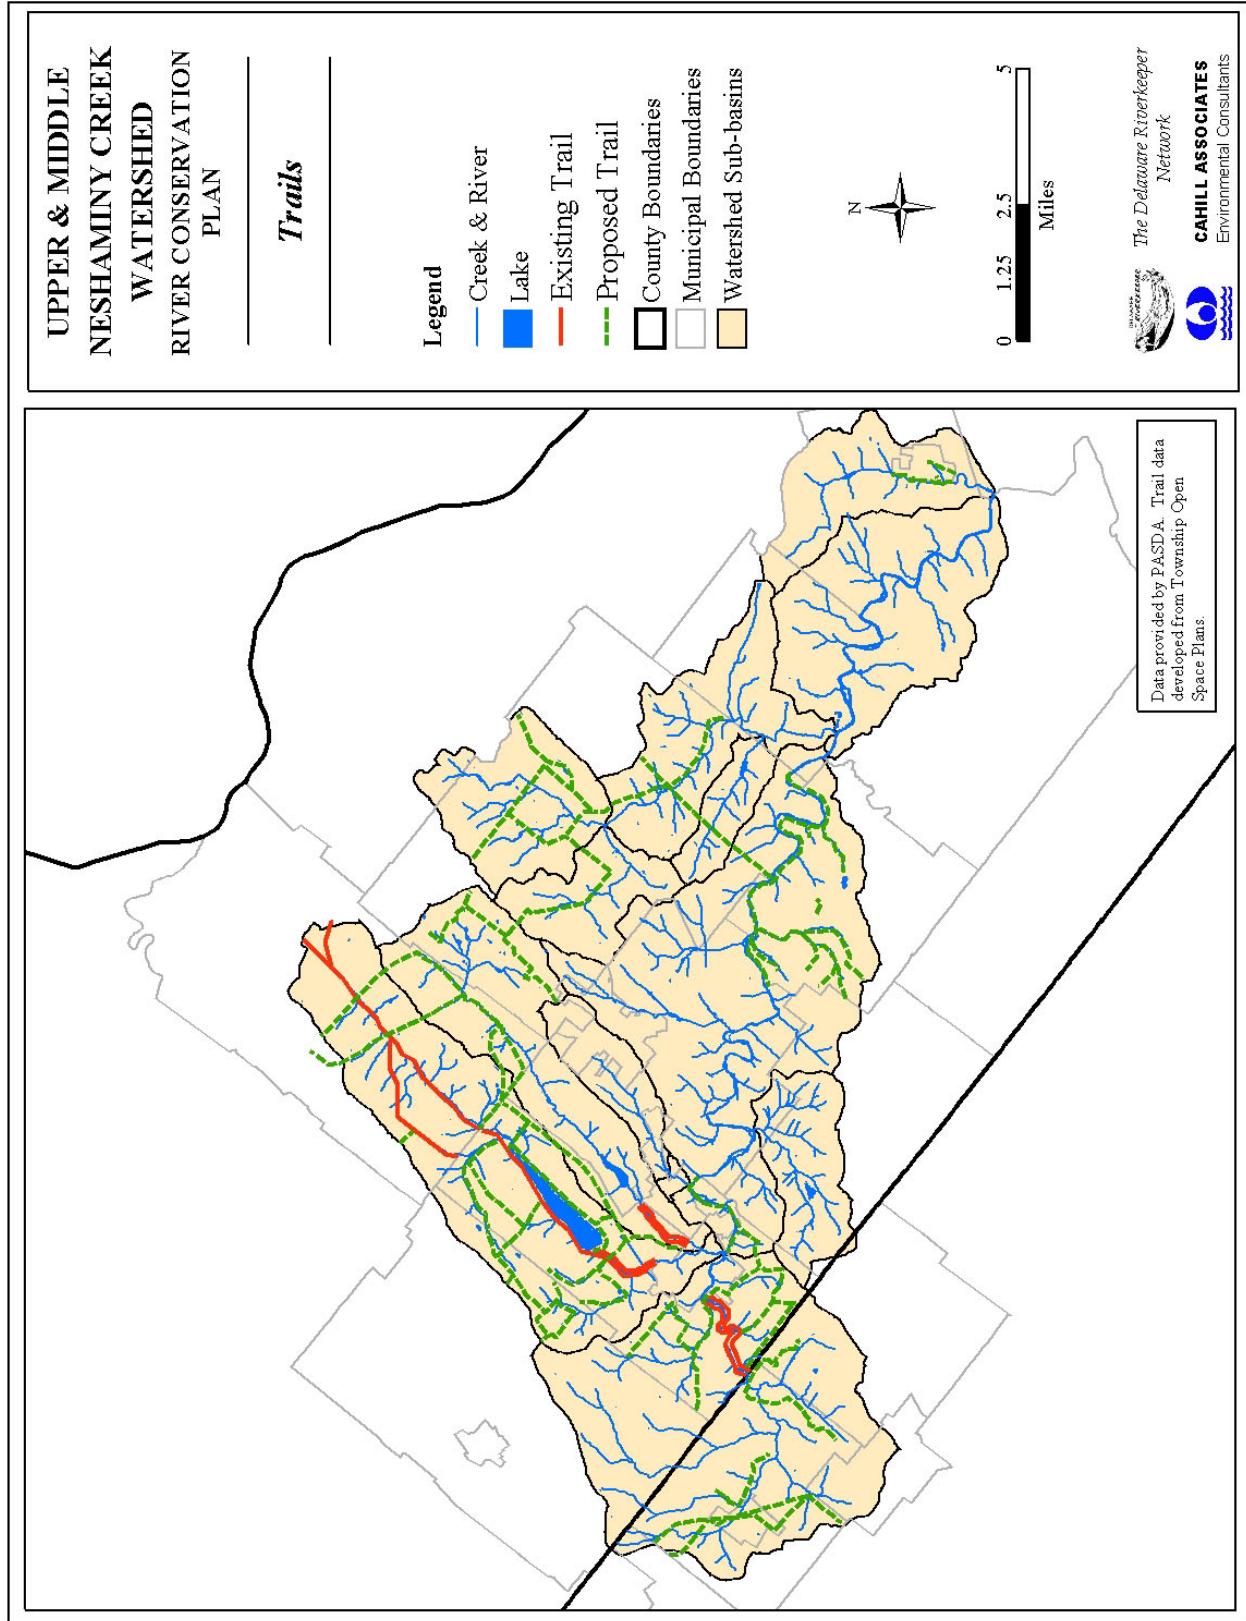 UPPER & MIDDLE
NESHAMINY CREEK
WATERSHED
RIVER CONSERVATION
PLAN
Trails
Legend
Creek & River
Lake
Existing Trail
Proposed Trail
County Boundaries
Municipal Boundaries
Watershed Sub-basins
N
0 1.25 2.5 5
Miles
The Delaware Riverkeeper
Network
CAHILL ASSOCIATES
Environmental Consultants
Data provided by PASDA. Trail data
developed from Township Open
Space Plans.